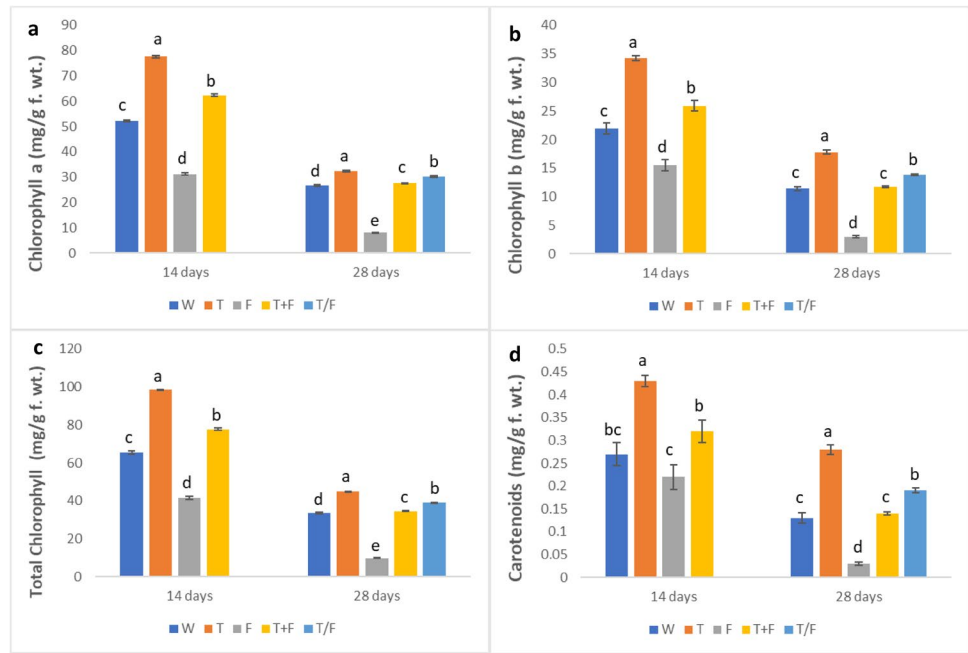 a
Chlorophyll a (mg/g f. wt.)
90
80
70
60
50
40
30
20
10
0
c
a
d
b
d
a
e
c
b
14 days
28 days
W T F T+F T/F
b
Chlorophyll b (mg/g f. wt.)
40
35
30
25
20
15
10
5
0
c
a
d
b
c
a
d
c
b
14 days
28 days
W T F T+F T/F
c
Total Chlorophyll (mg/g f. wt.)
120
100
80
60
40
20
0
c
a
d
b
d
a
e
c
b
14 days
28 days
W T F T+F T/F
d
Carotenoids (mg/g f. wt.)
0.5
0.45
0.4
0.35
0.3
0.25
0.2
0.15
0.1
0.05
0
bc
a
c
b
c
a
d
c
b
14 days
28 days
W T F T+F T/F